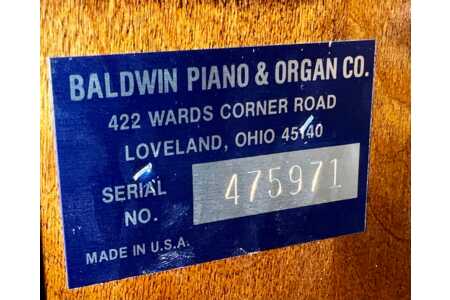 BALDWIN PIANO & ORGAN CO.
422 WARDS CORNER ROAD
LOVELAND, OHIO 45140
SERIAL NO. 475971
MADE IN U.S.A.